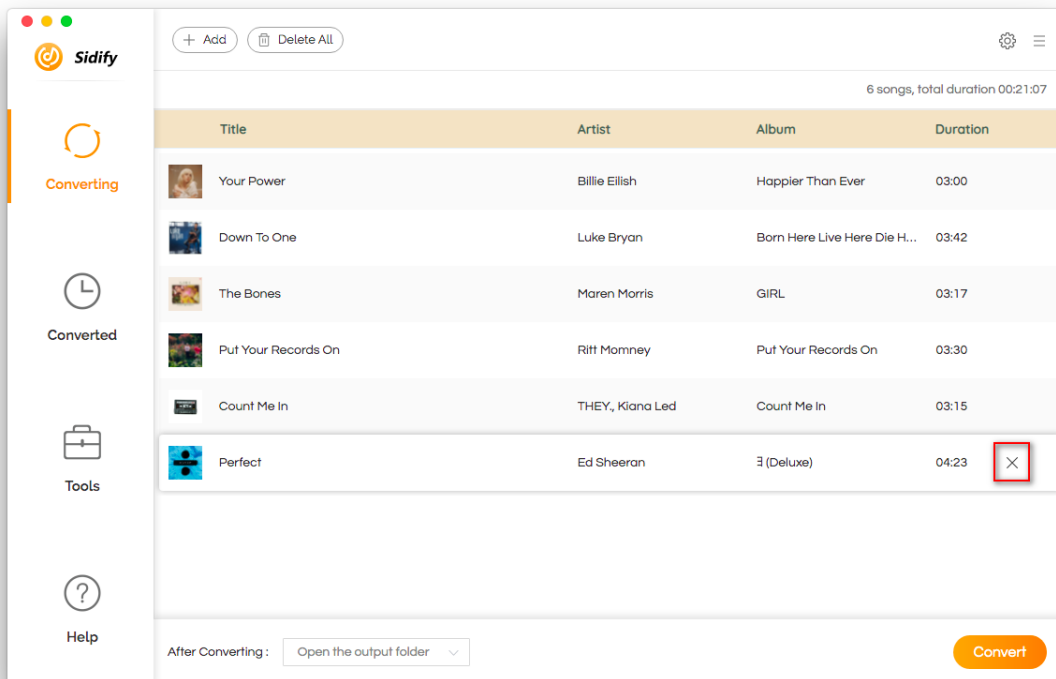 Sidify
Add Delete All
6 songs, total duration 00:21:07
Title Artist Album Duration
Converting
Your Power Billie Eilish Happier Than Ever 03:00
Down To One Luke Bryan Born Here Live Here Die H... 03:42
The Bones Maren Morris GIRL 03:17
Converted
Put Your Records On Ritt Momney Put Your Records On 03:30
Count Me In THEY., Kiana Led Count Me In 03:15
Perfect Ed Sheeran ∃ (Deluxe) 04:23
Tools
Help
After Converting : Open the output folder Convert